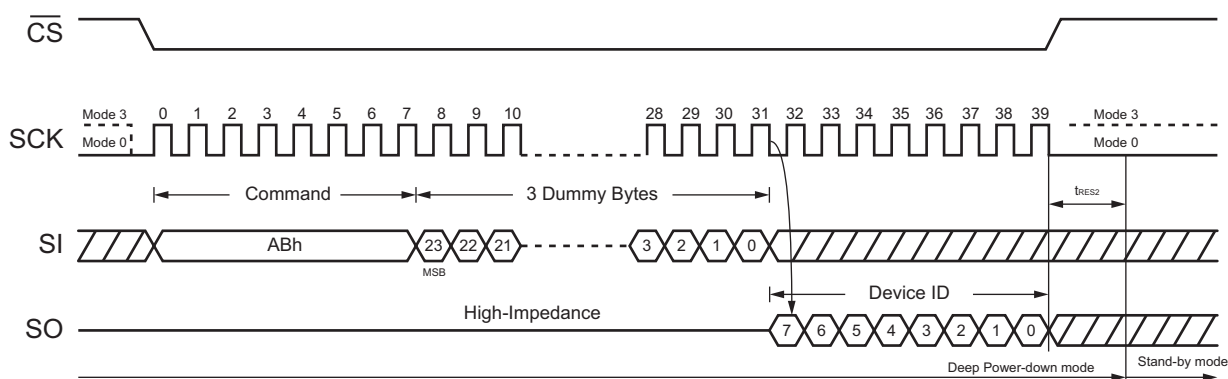 CS
Mode 3 0 1 2 3 4 5 6 7 8 9 10 28 29 30 31 32 33 34 35 36 37 38 39 Mode 3
SCK
Mode 0 Mode 0
Command 3 Dummy Bytes tRES2
SI ABh 23 22 21 3 2 1 0
MSB
High-Impedance Device ID
SO 7 6 5 4 3 2 1 0
Deep Power-down mode Stand-by mode